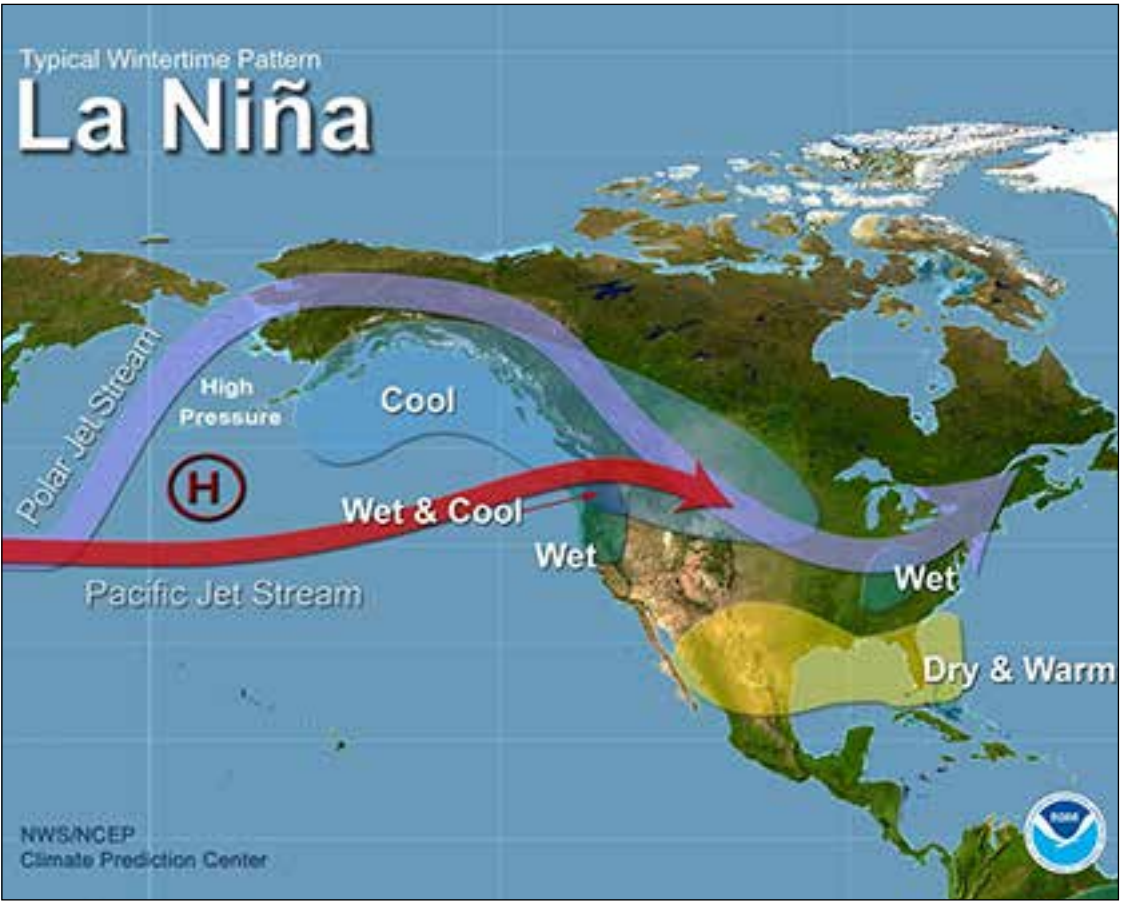 Typical Wintertime Pattern
La Niña
Polar Jet Stream
High
Pressure
H
Cool
Wet & Cool
Wet
Pacific Jet Stream
Wet
Dry & Warm
NWS/NCEP
Climate Prediction Center
NOAA